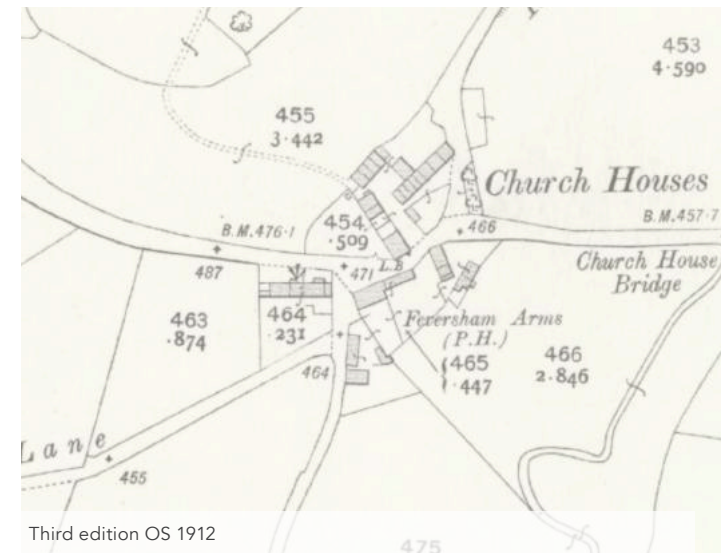 453
4·590
455
3·442
Church Houses
B.M.457·7
454
·509
466
B.M.476·1
L.B
471
487
Church House
Bridge
463
·874
464
·231
Feversham Arms
(P.H.)
465
·447
466
2·846
464
Lane
455
Third edition OS 1912
475